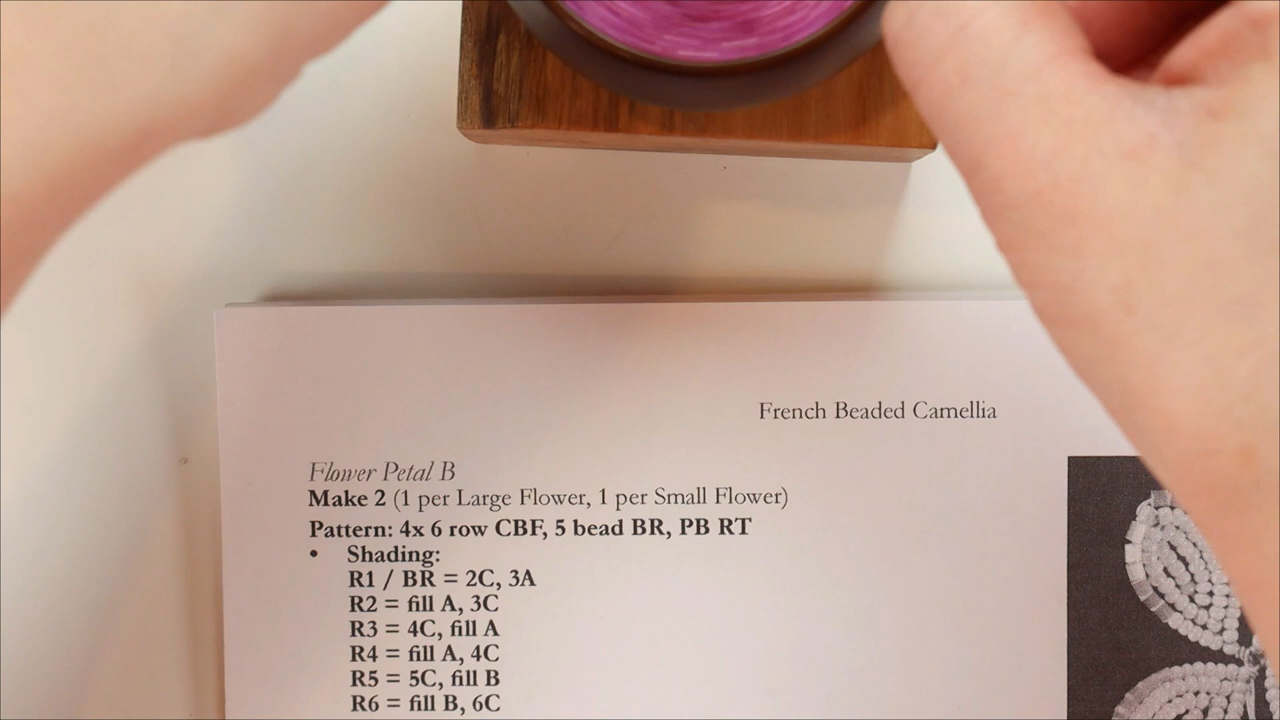 French Beaded Camellia
Flower Petal B
Make 2 (1 per Large Flower, 1 per Small Flower)
Pattern: 4x 6 row CBF, 5 bead BR, PB RT
• Shading:
R1 / BR = 2C, 3A
R2 = fill A, 3C
R3 = 4C, fill A
R4 = fill A, 4C
R5 = 5C, fill B
R6 = fill B, 6C